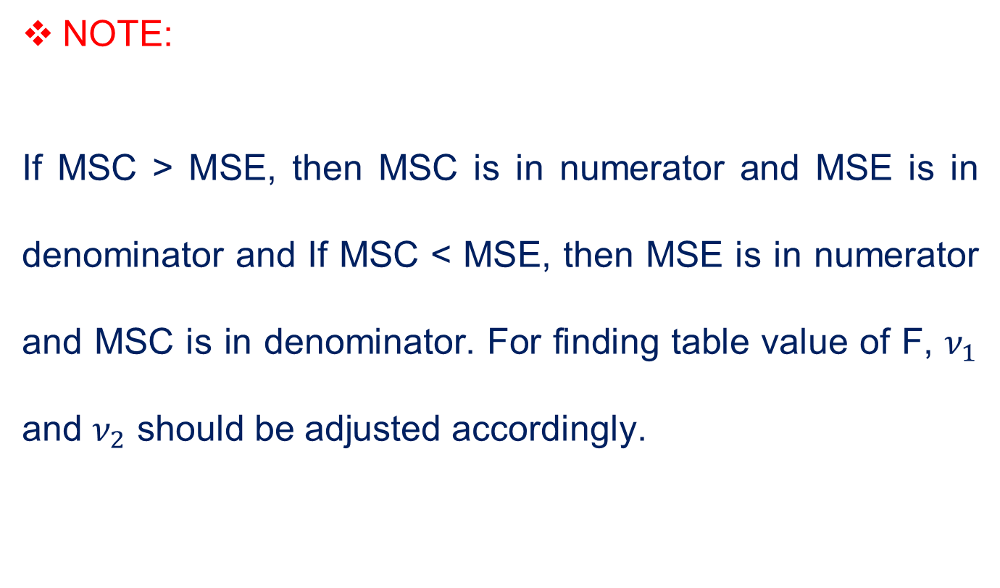 ❖ NOTE:
If MSC > MSE, then MSC is in numerator and MSE is in
denominator and If MSC < MSE, then MSE is in numerator
and MSC is in denominator. For finding table value of F, 𝜈₁
and 𝜈₂ should be adjusted accordingly.